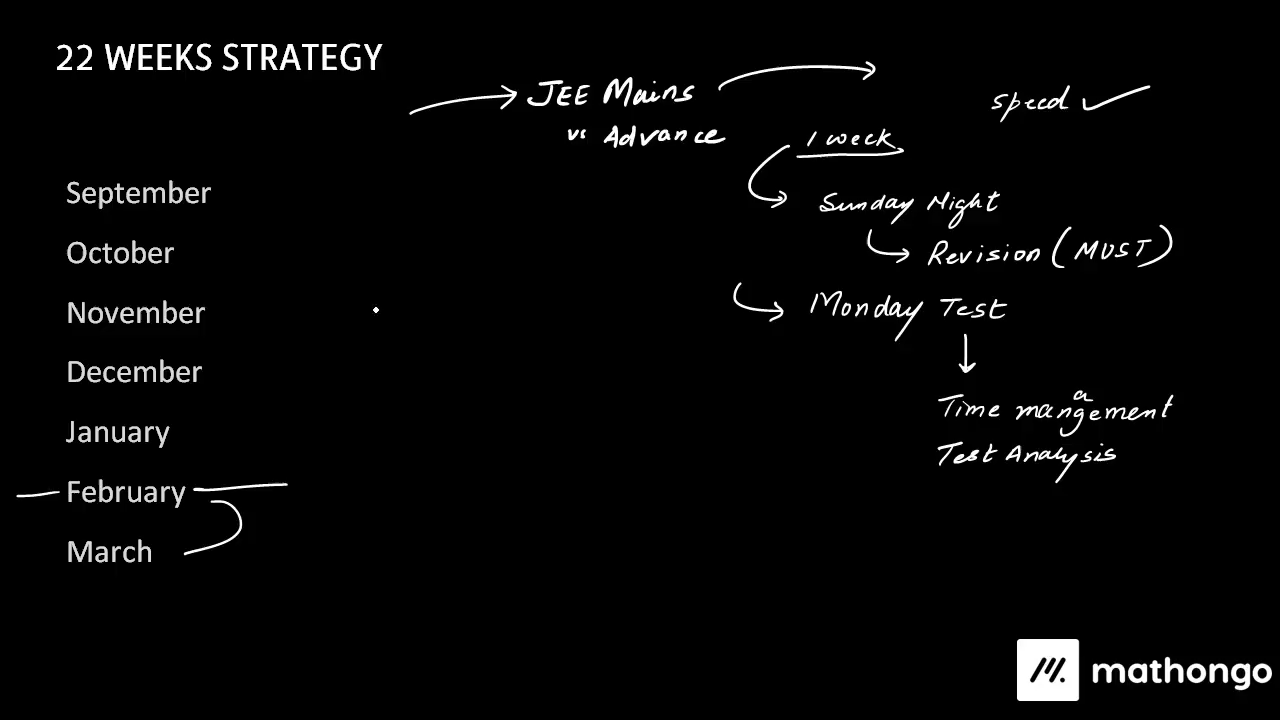 22 WEEKS STRATEGY
JEE Mains
vs Advance
speed
1 week
September
Sunday Night
October
Revision (MUST)
November
Monday Test
December
Time mangaement
January
Test Analysis
February
March
mathongo